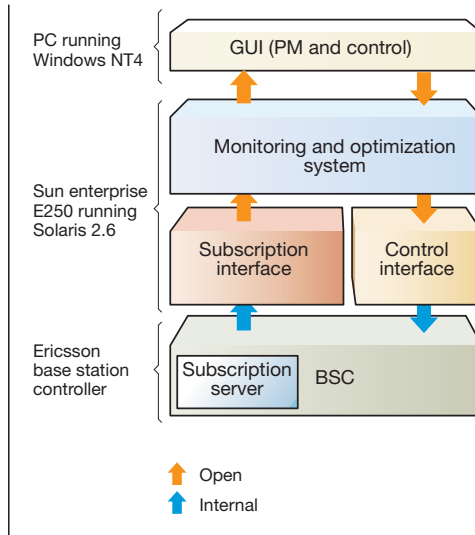 PC running
Windows NT4
GUI (PM and control)
Monitoring and optimization
system
Sun enterprise
E250 running
Solaris 2.6
Subscription
interface
Control
interface
Ericsson
base station
controller
Subscription
server
BSC
Open
Internal